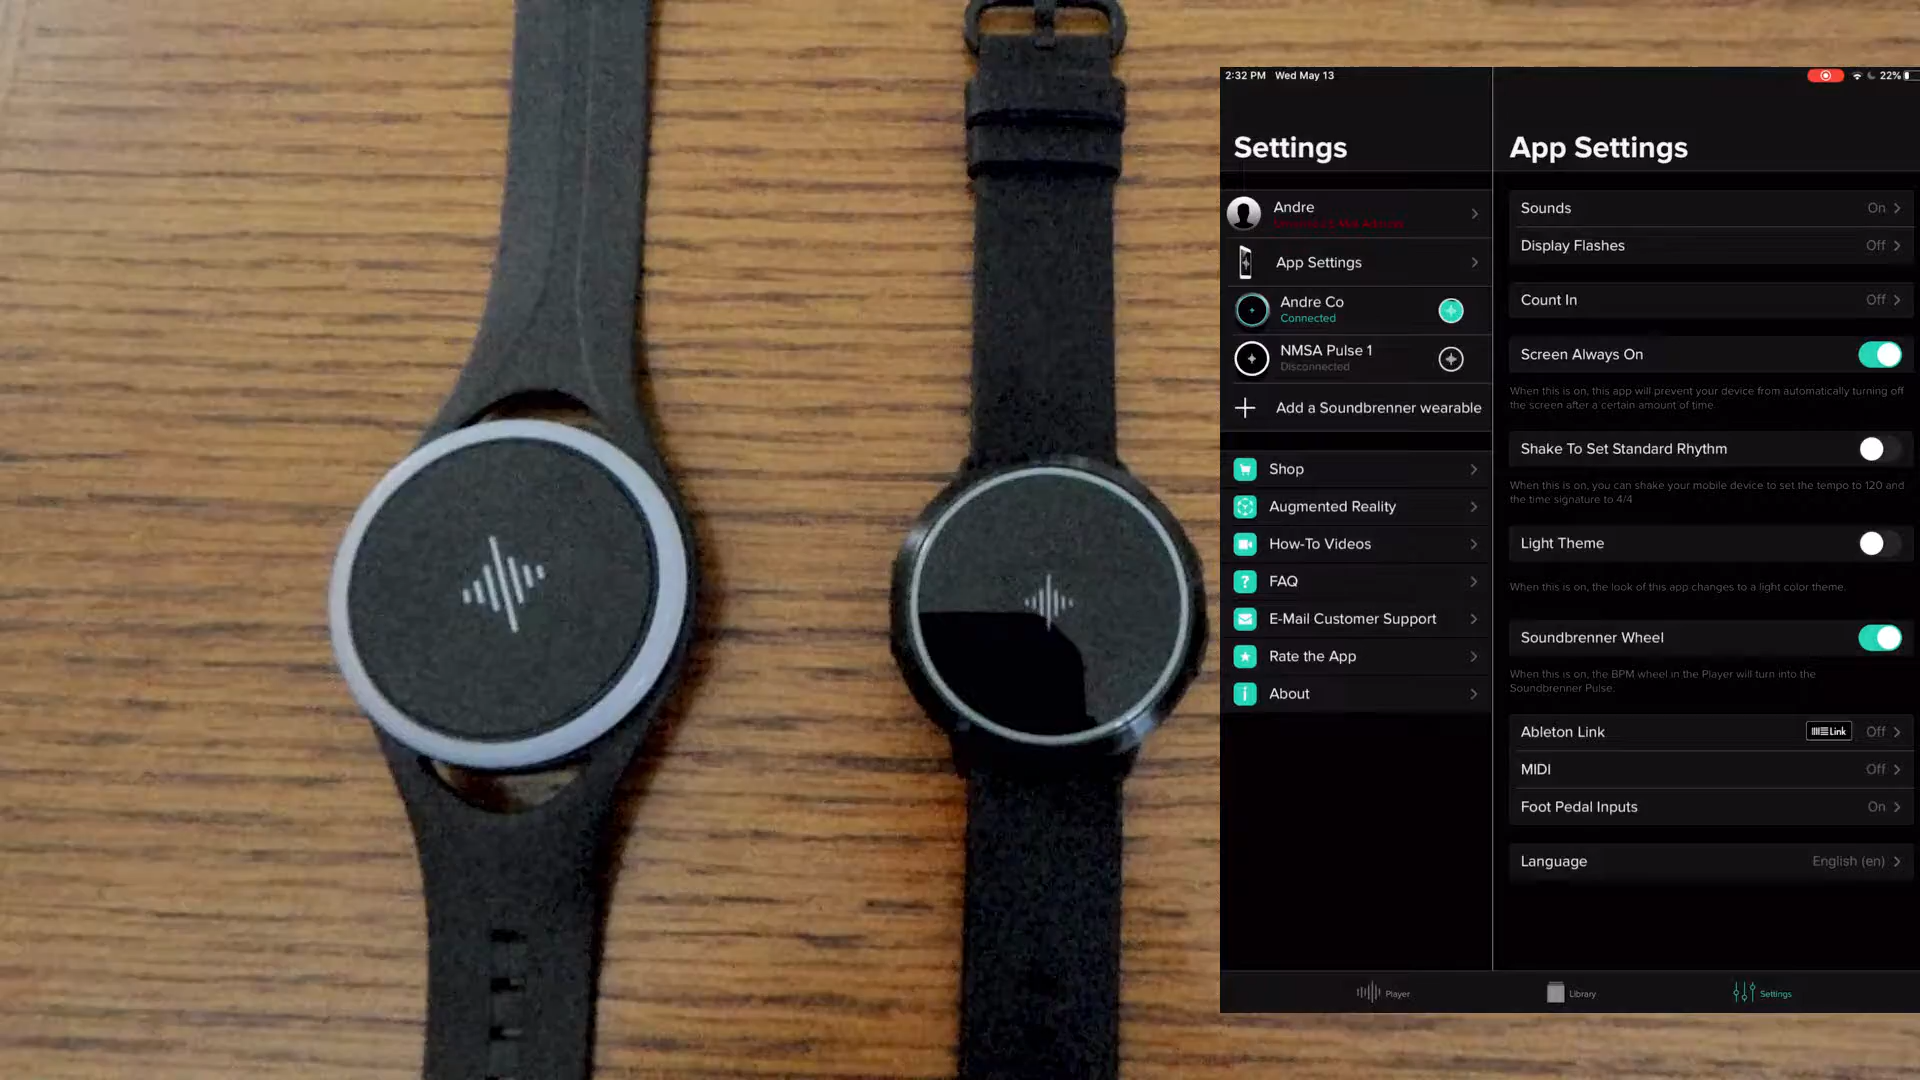 2:32 PM Wed May 13
22%
Settings
Andre
App Settings
Andre Co
Connected
NMSA Pulse 1
Disconnected
Add a Soundbrenner wearable
Shop
Augmented Reality
How-To Videos
FAQ
E-Mail Customer Support
Rate the App
About
App Settings
Sounds On
Display Flashes Off
Count In Off
Screen Always On
When this is on, this app will prevent your device from automatically turning off
the screen after a certain amount of time.
Shake To Set Standard Rhythm
When this is on, you can shake your mobile device to set the tempo to 120 and
the time signature to 4/4
Light Theme
When this is on, the look of this app changes to a light color theme.
Soundbrenner Wheel
When this is on, the BPM wheel in the Player will turn into the
Soundbrenner Pulse.
Ableton Link Link Off
MIDI Off
Foot Pedal Inputs On
Language English (en)
Player Library Settings